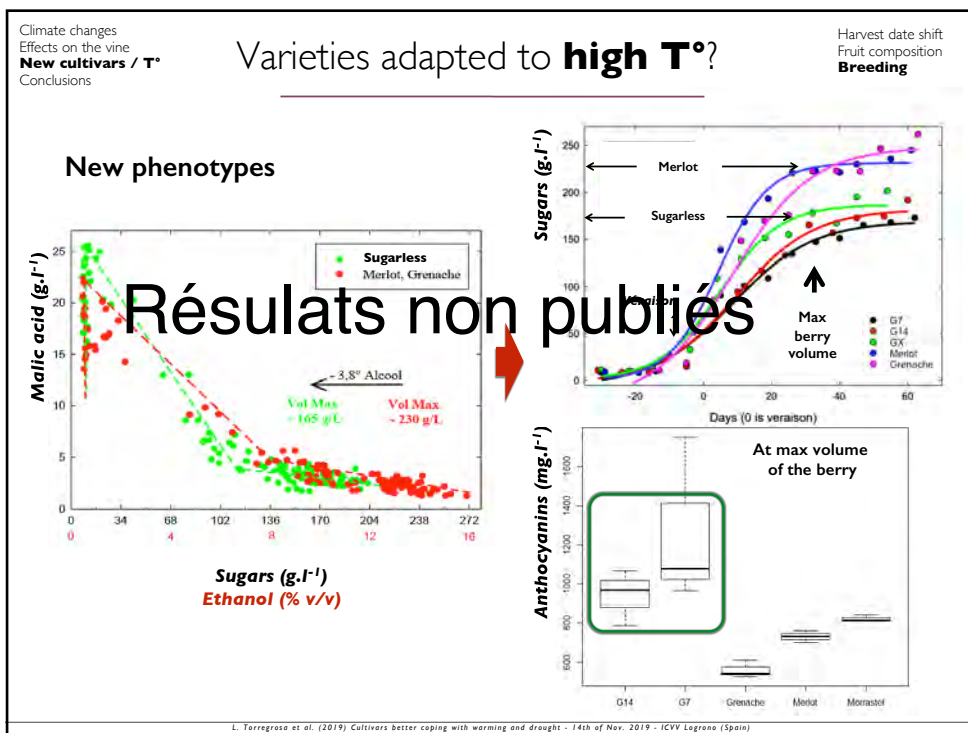 Climate changes
Effects on the vine
New cultivars / T°
Conclusions
Varieties adapted to high T°?
Harvest date shift
Fruit composition
Breeding
New phenotypes
Malic acid (g.l-1)
25
20
15
10
5
0
Sugarless
Merlot, Grenache
- 3,8° Alcool
Vol Max
~ 165 g/L
Vol Max
~ 230 g/L
0 34 68 102 136 170 204 238 272
0 4 8 12 16
Sugars (g.l-1)
Ethanol (% v/v)
Résulats non publiés
Sugars (g.l-1)
250
200
150
100
50
0
Merlot
Sugarless
Véraison
Max
berry
volume
G7
G14
GX
Merlot
Grenache
-20 0 20 40 60
Days (0 is veraison)
Anthocyanins (mg.l-1)
1600
1400
1200
1000
800
600
At max volume
of the berry
G14 G7 Grenache Merlot Morrastel
L. Torregrosa et al. (2019) Cultivars better coping with warming and drought - 14th of Nov. 2019 - ICVV Logrono (Spain)